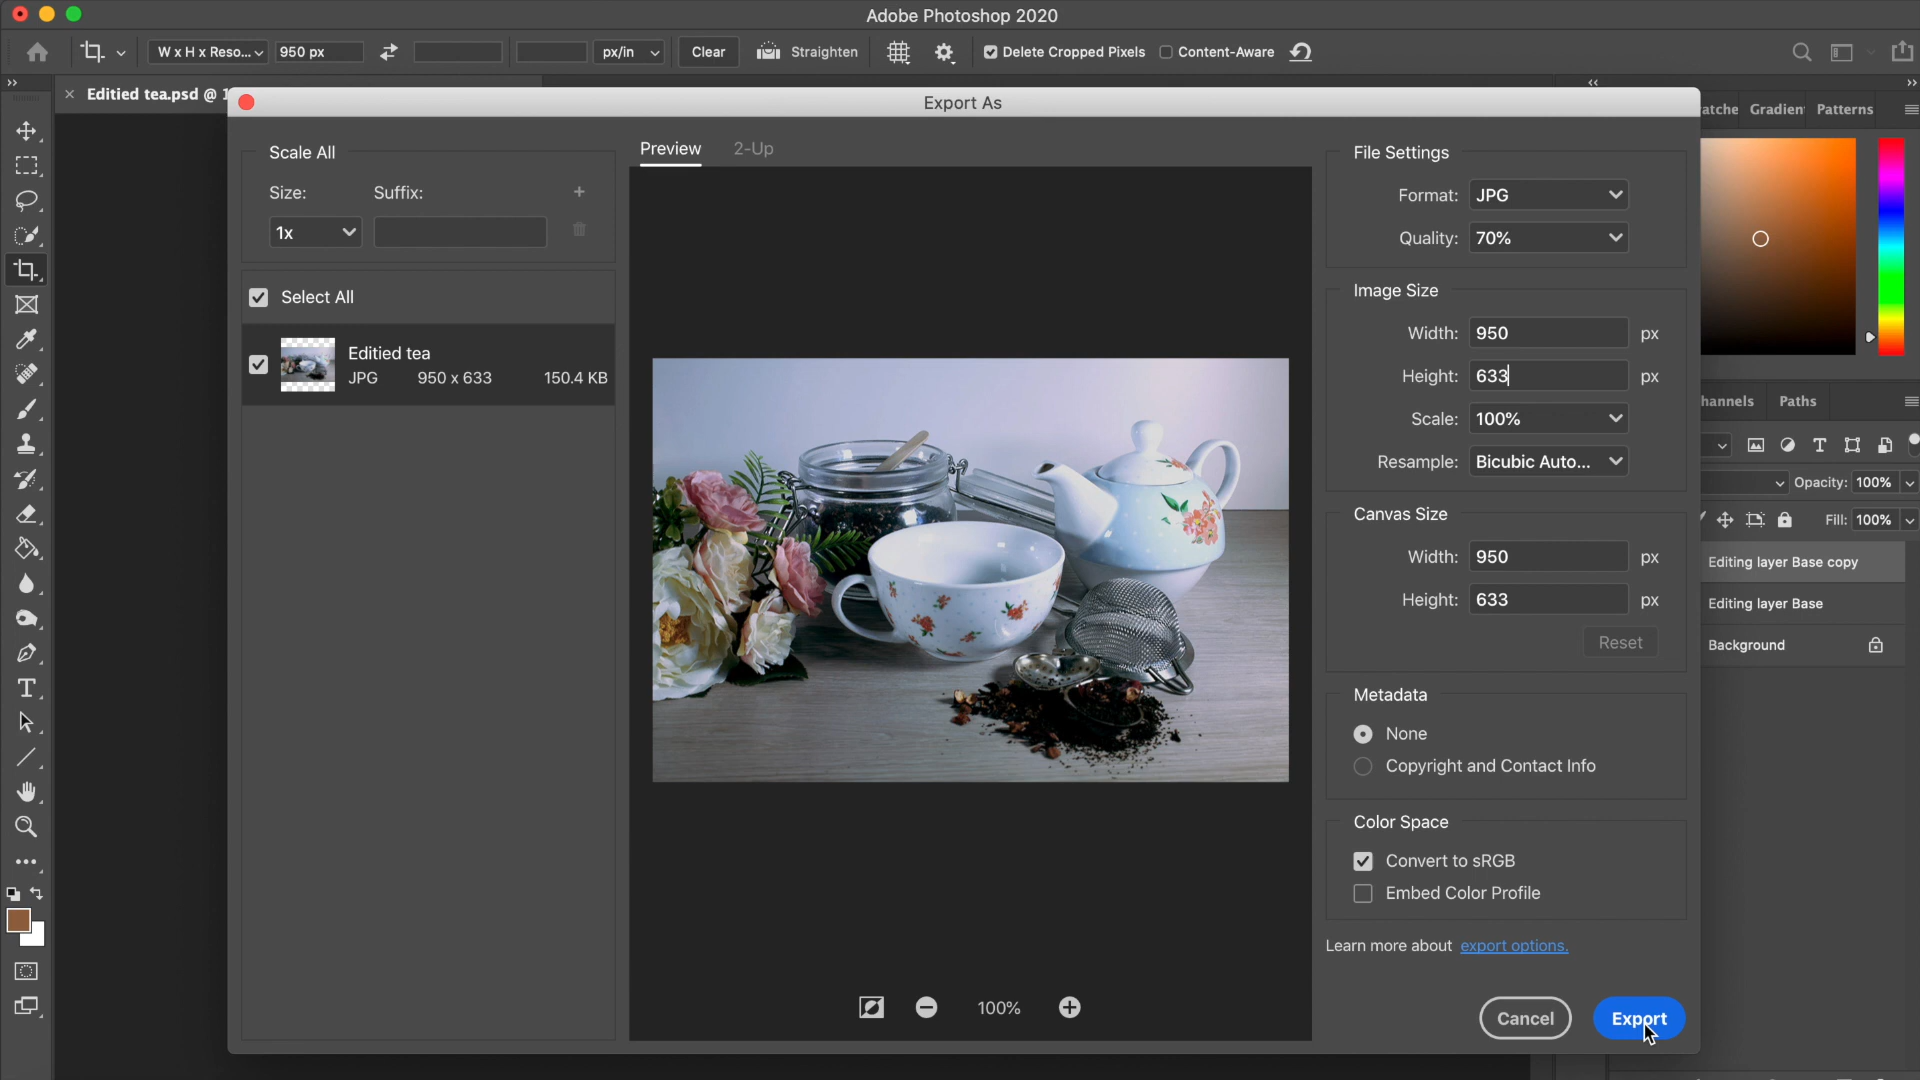 Adobe Photoshop 2020
W x H x Reso... 950 px px/in Clear Straighten Delete Cropped Pixels Content-Aware
Editied tea.psd @ 1
Export As
atche Gradien Patterns
Scale All
Size: Suffix:
1x
Select All
Editied tea
JPG 950 x 633 150.4 KB
Preview 2-Up
100%
File Settings
Format: JPG
Quality: 70%
Image Size
Width: 950 px
Height: 633 px
Scale: 100%
Resample: Bicubic Auto...
Canvas Size
Width: 950 px
Height: 633 px
Reset
Metadata
None
Copyright and Contact Info
Color Space
Convert to sRGB
Embed Color Profile
Learn more about export options.
Cancel Export
hannels Paths
Opacity: 100%
Fill: 100%
Editing layer Base copy
Editing layer Base
Background